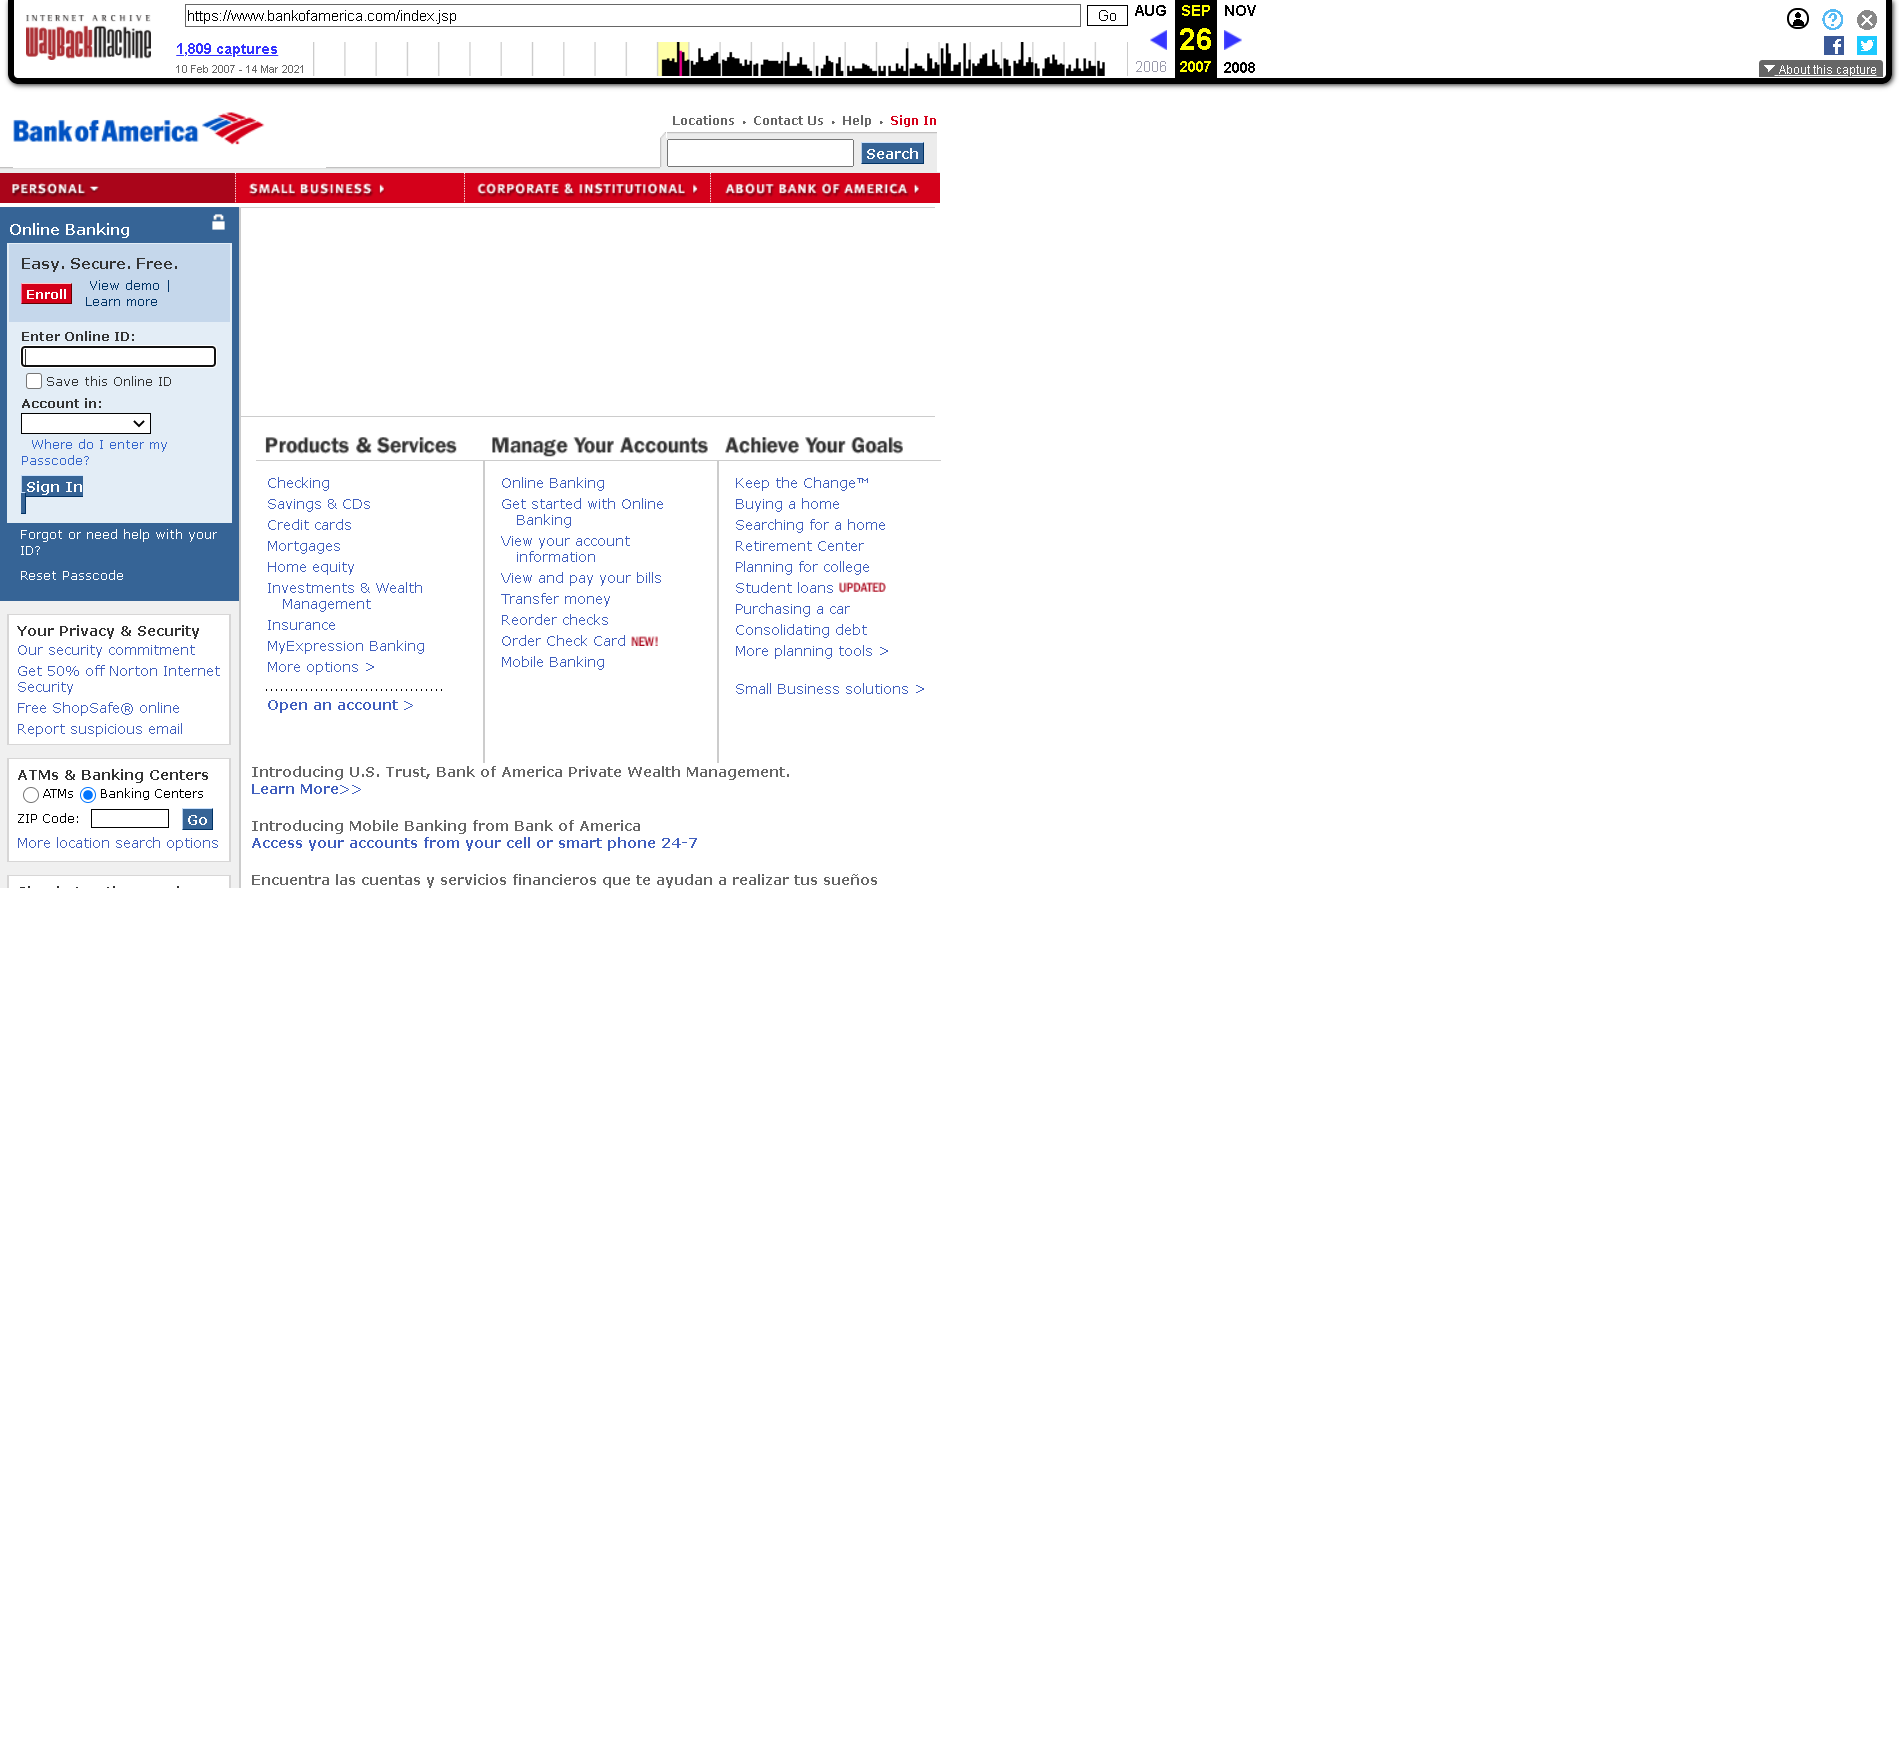 INTERNET ARCHIVE
WayBackMachine
https://www.bankofamerica.com/index.jsp
Go
1,809 captures
10 Feb 2007 - 14 Mar 2021
AUG SEP NOV
26
2006 2007 2008
About this capture
Bank of America
Locations • Contact Us • Help • Sign In
Search
PERSONAL
SMALL BUSINESS
CORPORATE & INSTITUTIONAL
ABOUT BANK OF AMERICA
Online Banking
Easy. Secure. Free.
Enroll
View demo |
Learn more
Enter Online ID:
Save this Online ID
Account in:
Where do I enter my
Passcode?
Sign In
Forgot or need help with your
ID?
Reset Passcode
Your Privacy & Security
Our security commitment
Get 50% off Norton Internet
Security
Free ShopSafe® online
Report suspicious email
ATMs & Banking Centers
ATMs Banking Centers
ZIP Code:
Go
More location search options
Products & Services
Checking
Savings & CDs
Credit cards
Mortgages
Home equity
Investments & Wealth
Management
Insurance
MyExpression Banking
More options >
Open an account >
Manage Your Accounts
Online Banking
Get started with Online
Banking
View your account
information
View and pay your bills
Transfer money
Reorder checks
Order Check Card NEW!
Mobile Banking
Achieve Your Goals
Keep the Change™
Buying a home
Searching for a home
Retirement Center
Planning for college
Student loans UPDATED
Purchasing a car
Consolidating debt
More planning tools >
Small Business solutions >
Introducing U.S. Trust, Bank of America Private Wealth Management.
Learn More>>
Introducing Mobile Banking from Bank of America
Access your accounts from your cell or smart phone 24-7
Encuentra las cuentas y servicios financieros que te ayudan a realizar tus sueños